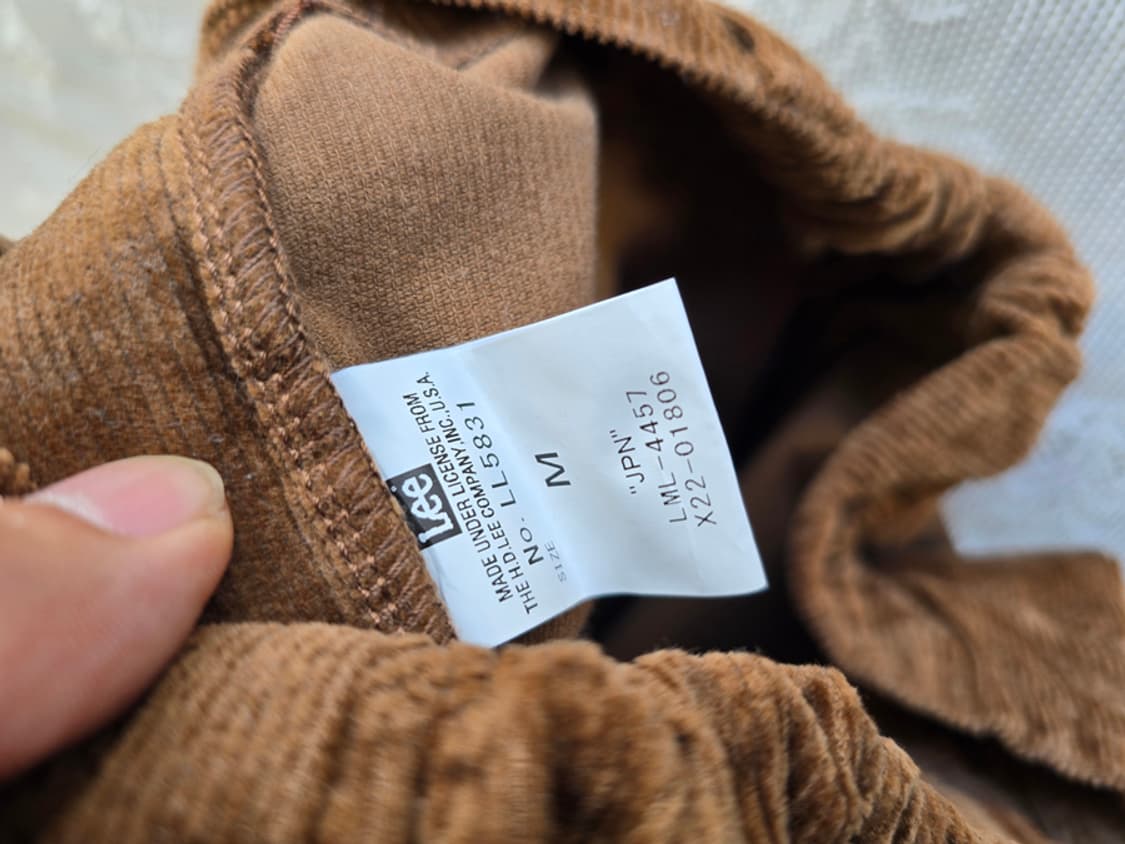 Lee®
MADE UNDER LICENSE FROM
THE H.D.LEE COMPANY,INC.,U.S.A.
No. LL5831
SIZE M
"JPN"
LML-4457
X22-01806